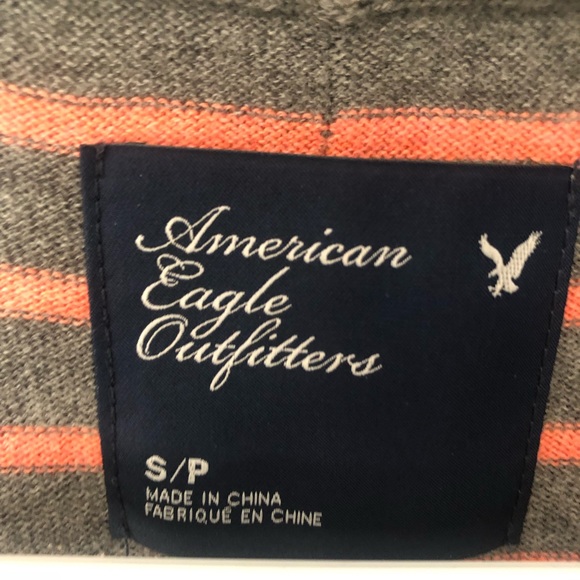 American
Eagle
Outfitters
S/P
MADE IN CHINA
FABRIQUÉ EN CHINE